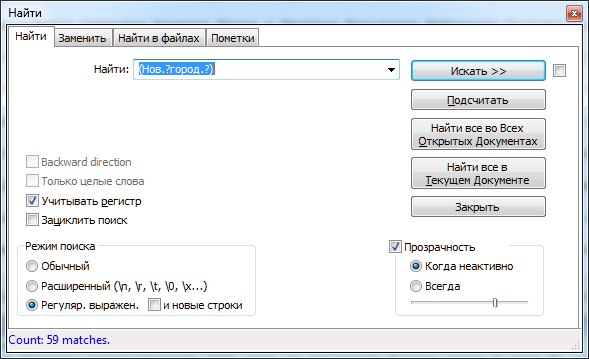 Найти
Найти Заменить Найти в файлах Пометки
Найти: (Нов.?город.?) Искать >>
Подсчитать
Найти все во Всех
Открытых Документах
Backward direction
Найти все в
Текущем Документе
Только целые слова
Учитывать регистр
Закрыть
Зациклить поиск
Режим поиска
Прозрачность
Обычный
Когда неактивно
Расширенный (\n, \r, \t, \0, \x...)
Всегда
Регуляр. выражен. и новые строки
Count: 59 matches.